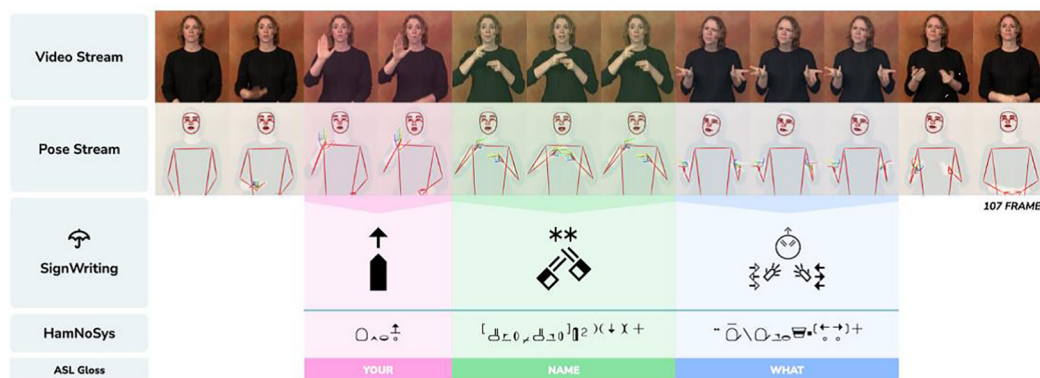 Video Stream
Pose Stream
107 FRAME
SignWriting
HamNoSys
ASL Gloss
YOUR
NAME
WHAT